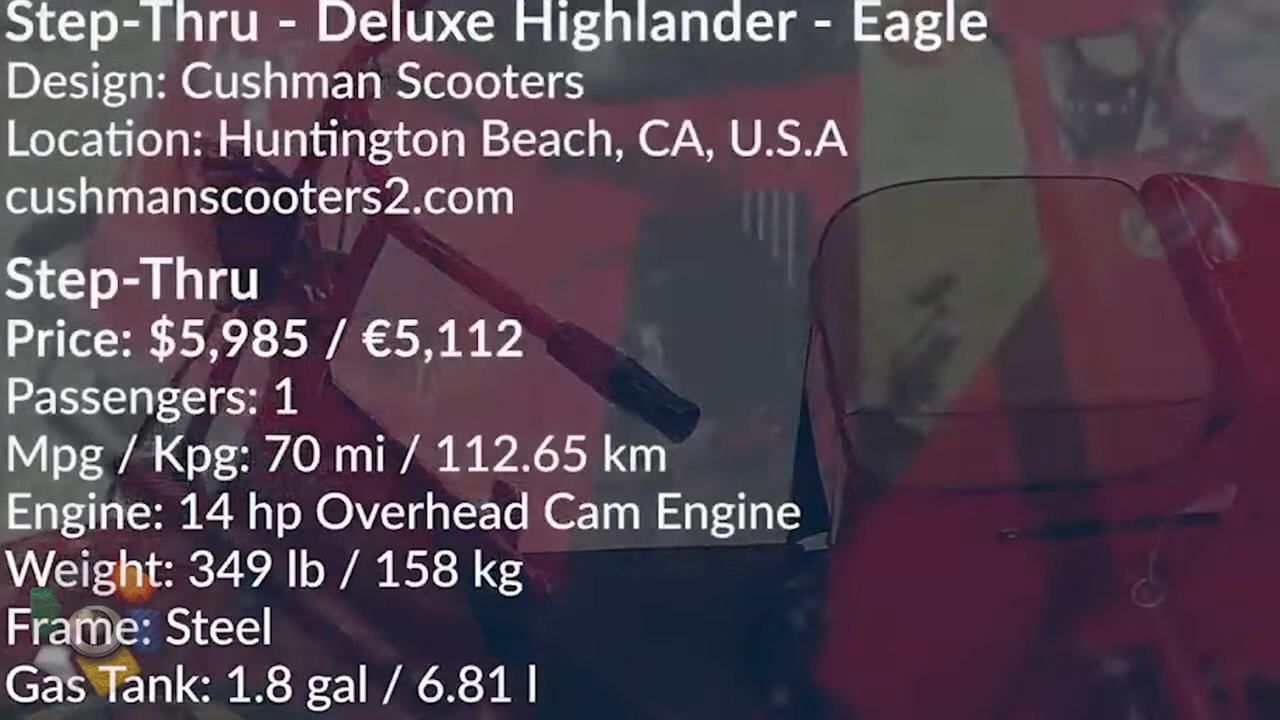 Step-Thru - Deluxe Highlander - Eagle
Design: Cushman Scooters
Location: Huntington Beach, CA, U.S.A
cushmanscooters2.com
Step-Thru
Price: $5,985 / €5,112
Passengers: 1
Mpg / Kpg: 70 mi / 112.65 km
Engine: 14 hp Overhead Cam Engine
Weight: 349 lb / 158 kg
Frame: Steel
Gas Tank: 1.8 gal / 6.81 l